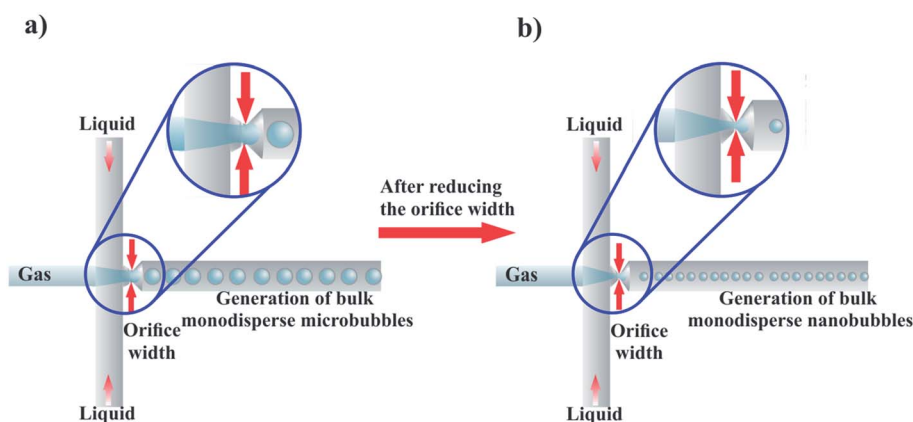 a)
Liquid
Gas
Orifice
width
Liquid
Generation of bulk
monodisperse microbubbles
After reducing
the orifice width
b)
Liquid
Gas
Orifice
width
Liquid
Generation of bulk
monodisperse nanobubbles